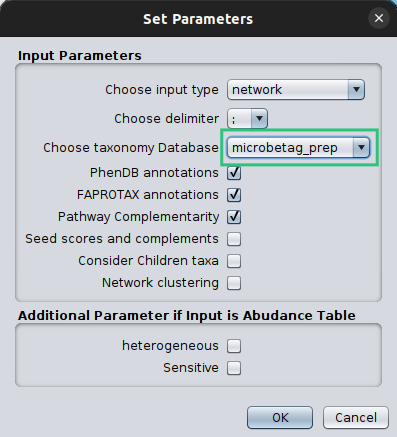 Set Parameters
Input Parameters
Choose input type network
Choose delimiter ;
Choose taxonomy Database microbetag_prep
PhenDB annotations
FAPROTAX annotations
Pathway Complementarity
Seed scores and complements
Consider Children taxa
Network clustering
Additional Parameter if Input is Abudance Table
heterogeneous
Sensitive
OK Cancel